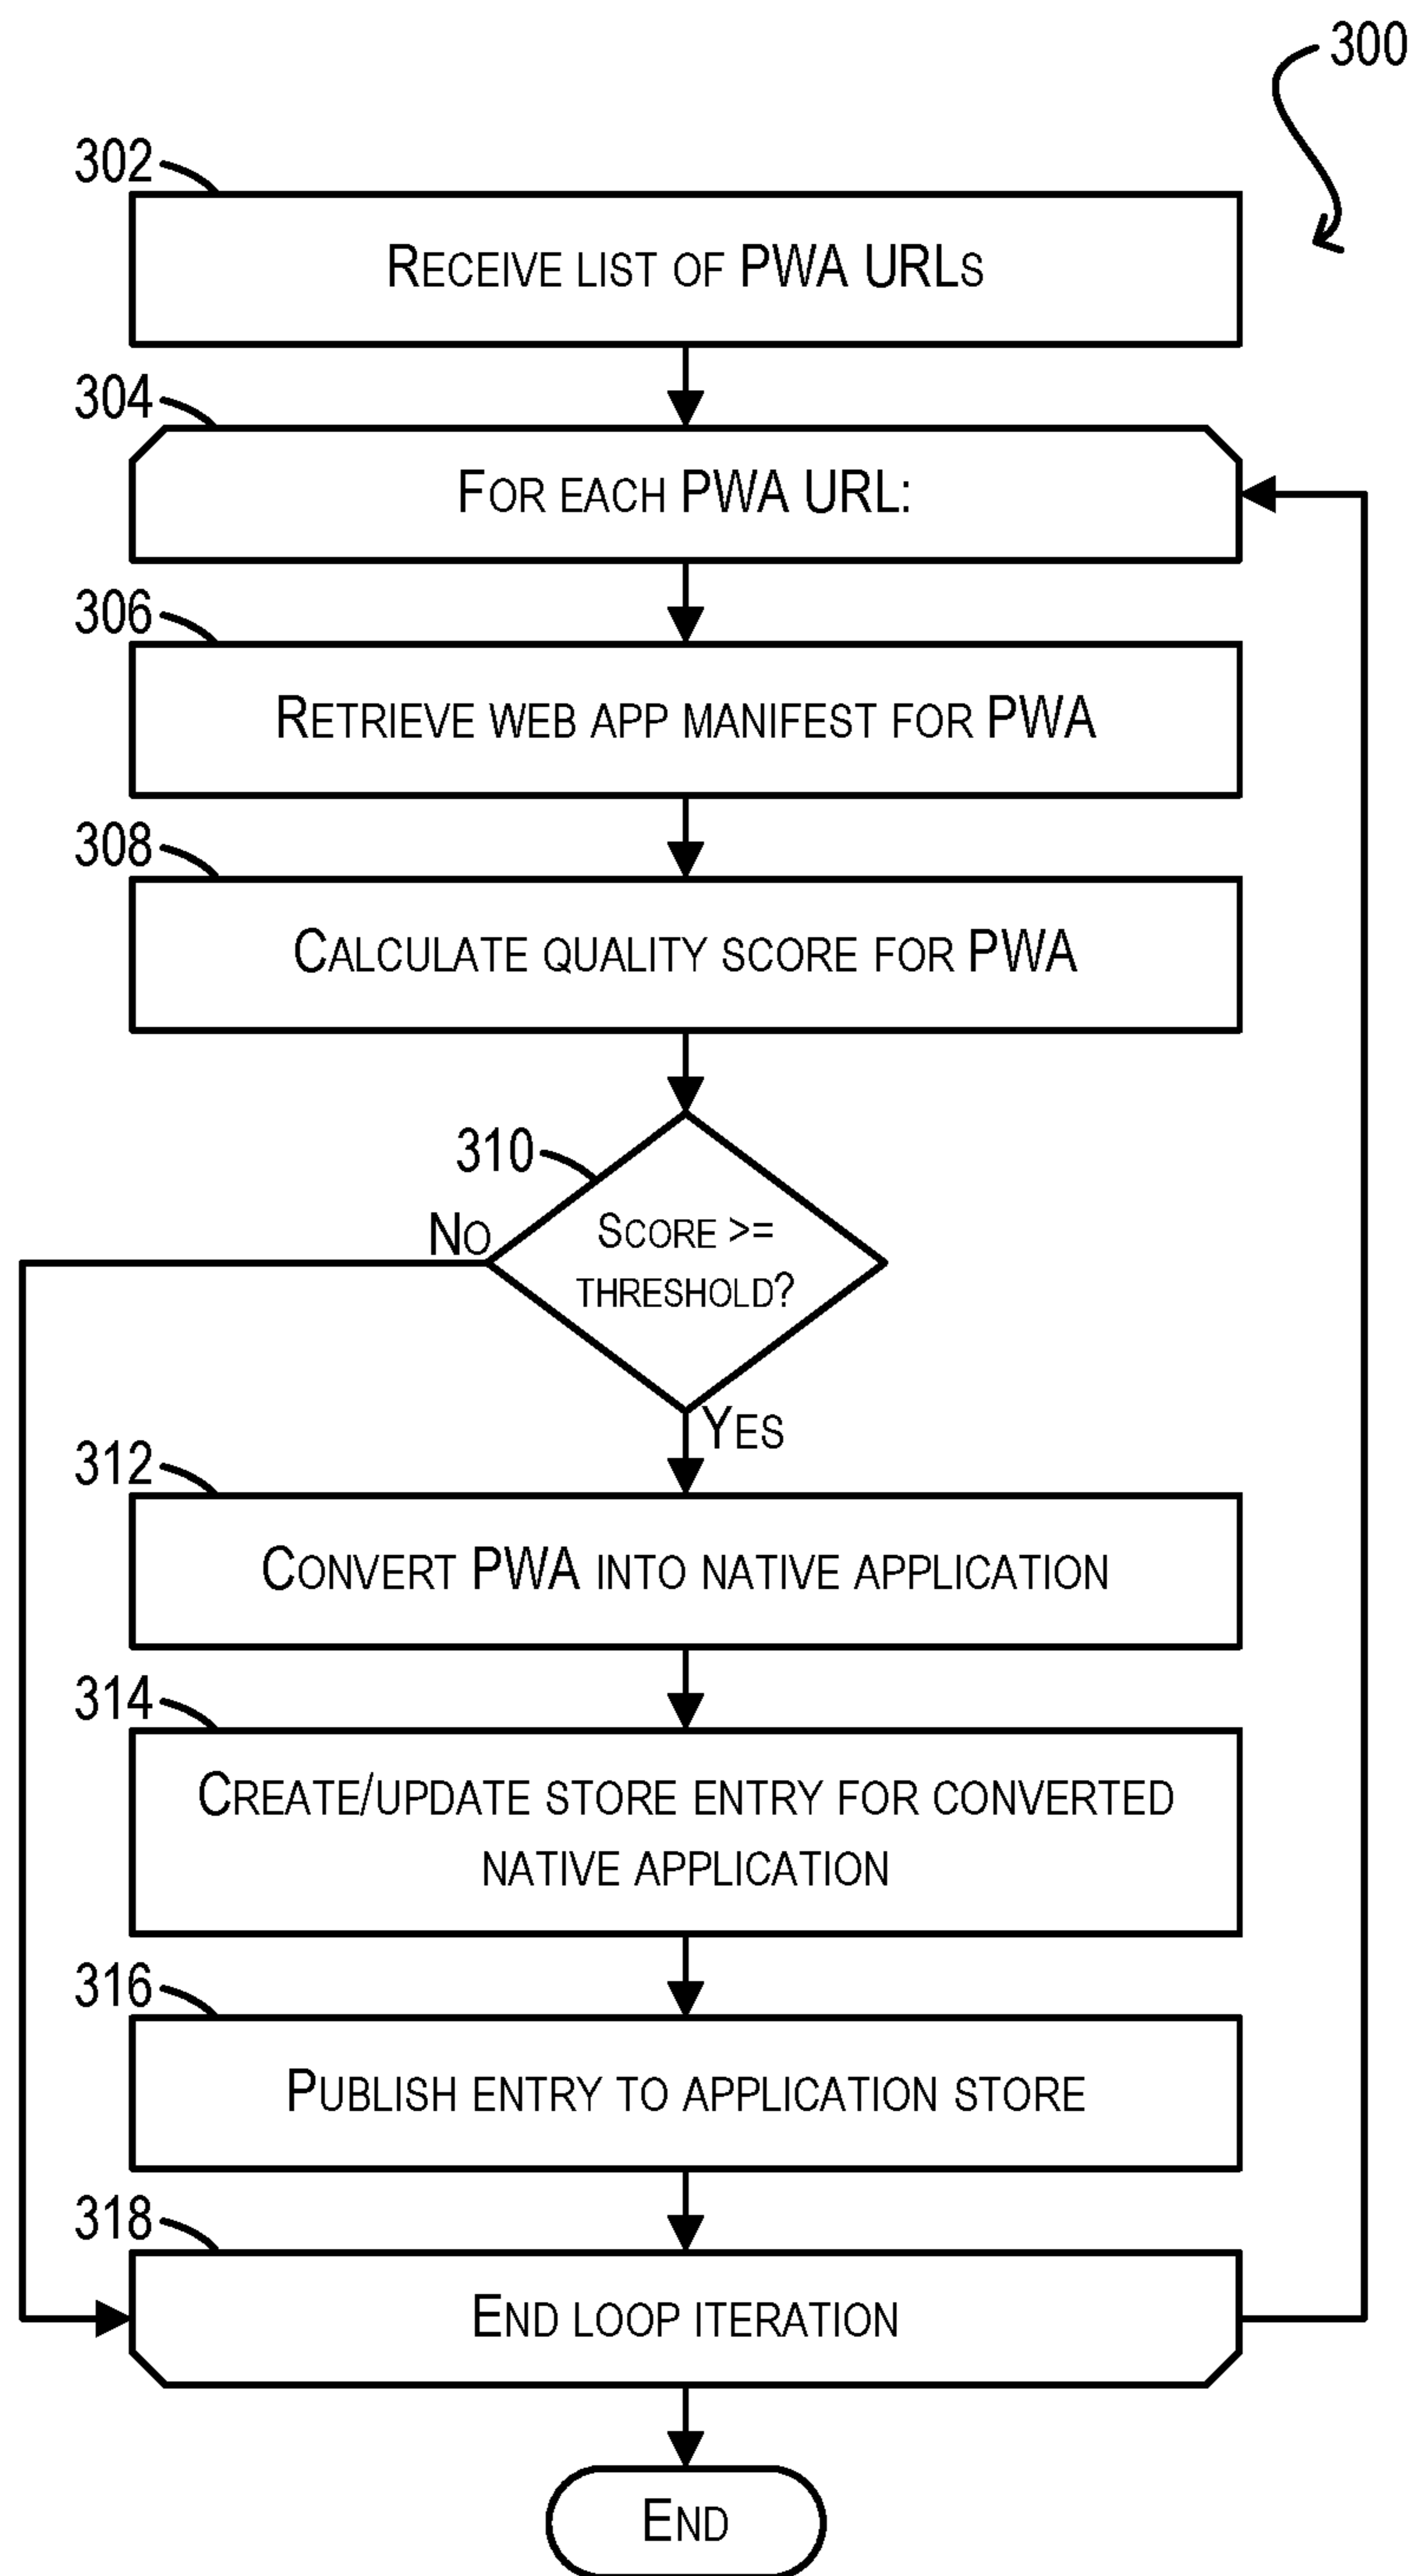 300
302
RECEIVE LIST OF PWA URLS
304
FOR EACH PWA URL:
306
RETRIEVE WEB APP MANIFEST FOR PWA
308
CALCULATE QUALITY SCORE FOR PWA
310
NO
SCORE >=
THRESHOLD?
YES
312
CONVERT PWA INTO NATIVE APPLICATION
314
CREATE/UPDATE STORE ENTRY FOR CONVERTED
NATIVE APPLICATION
316
PUBLISH ENTRY TO APPLICATION STORE
318
END LOOP ITERATION
END